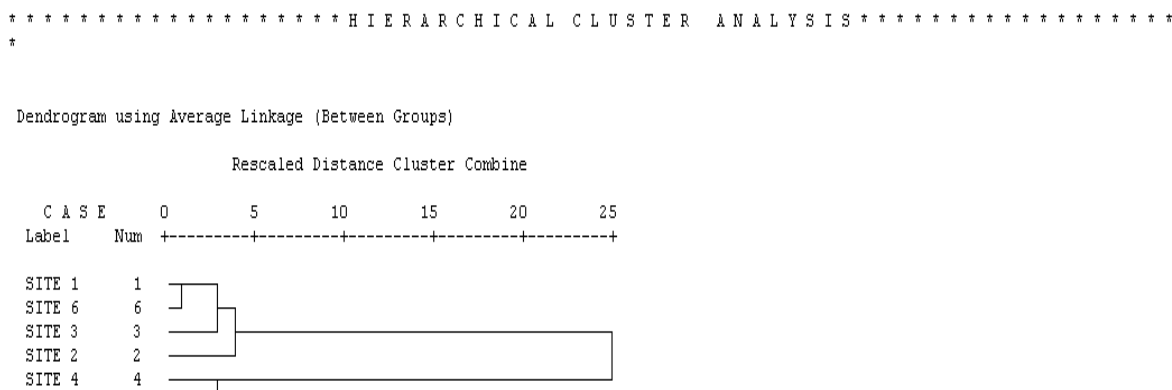 * * * * * * * * * * * * * * * * * * * H I E R A R C H I C A L  C L U S T E R  A N A L Y S I S * * * * * * * * * * * * * * * * * *
*
Dendrogram using Average Linkage (Between Groups)
Rescaled Distance Cluster Combine
C A S E 0 5 10 15 20 25
Label Num +---------+---------+---------+---------+---------+
SITE 1 1
SITE 6 6
SITE 3 3
SITE 2 2
SITE 4 4